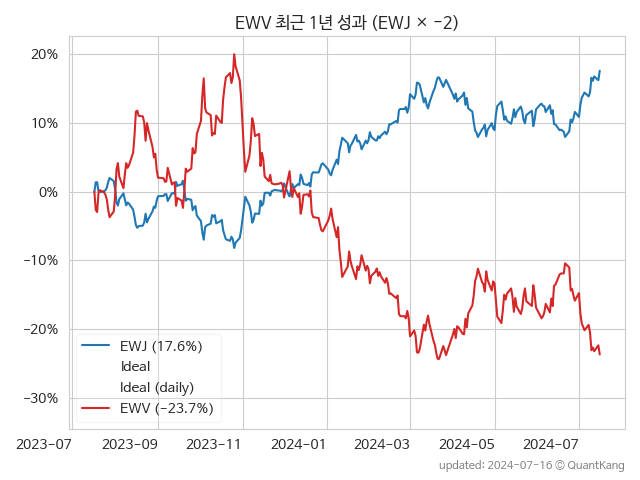 EWV 최근 1년 성과 (EWJ × −2)
20%
10%
0%
−10%
−20%
−30%
EWJ (17.6%)
Ideal
Ideal (daily)
EWV (−23.7%)
2023−07
2023−09
2023−11
2024−01
2024−03
2024−05
2024−07
updated: 2024−07−16 © QuantKang